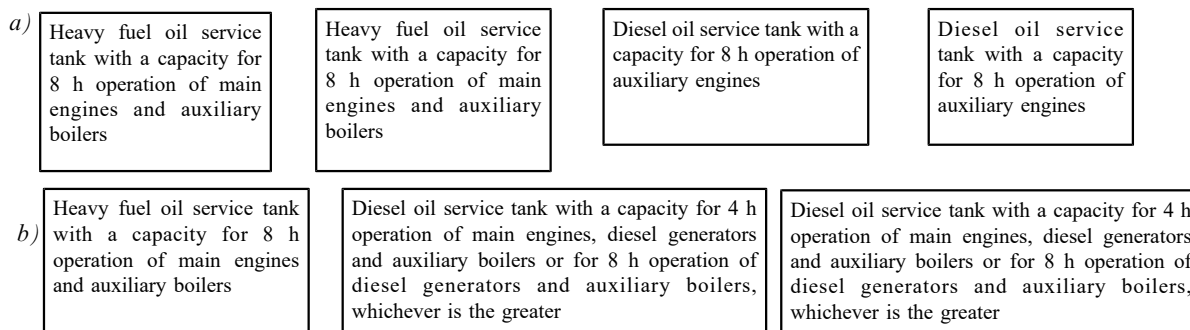 a)
Heavy fuel oil service
tank with a capacity for
8 h operation of main
engines and auxiliary
boilers
Heavy fuel oil service
tank with a capacity for
8 h operation of main
engines and auxiliary
boilers
Diesel oil service tank with a
capacity for 8 h operation of
auxiliary engines
Diesel oil service
tank with a capacity
for 8 h operation of
auxiliary engines
b)
Heavy fuel oil service tank
with a capacity for 8 h
operation of main engines
and auxiliary boilers
Diesel oil service tank with a capacity for 4 h
operation of main engines, diesel generators
and auxiliary boilers or for 8 h operation of
diesel generators and auxiliary boilers,
whichever is the greater
Diesel oil service tank with a capacity for 4 h
operation of main engines, diesel generators
and auxiliary boilers or for 8 h operation of
diesel generators and auxiliary boilers,
whichever is the greater